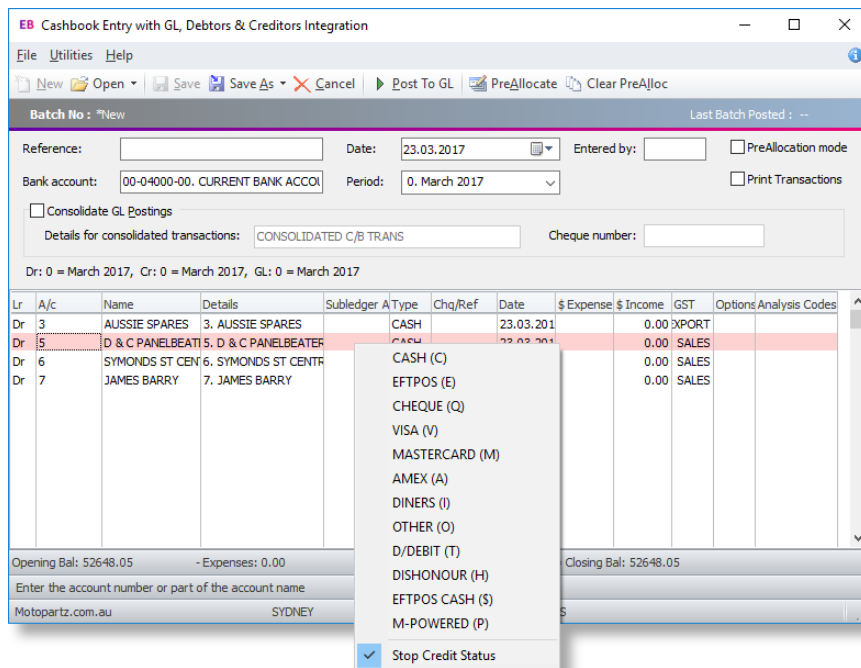 EB Cashbook Entry with GL, Debtors & Creditors Integration
File Utilities Help
New Open Save Save As Cancel Post To GL PreAllocate Clear PreAlloc
Batch No : *New Last Batch Posted : --
Reference: Date: 23.03.2017 Entered by: PreAllocation mode
Bank account: 00-04000-00. CURRENT BANK ACCOU Period: 0. March 2017 Print Transactions
Consolidate GL Postings
Details for consolidated transactions: CONSOLIDATED C/B TRANS Cheque number:
Dr: 0 = March 2017, Cr: 0 = March 2017, GL: 0 = March 2017
Lr A/c Name Details Subledger A Type Chq/Ref Date $ Expense $ Income GST Options Analysis Codes
Dr 3 AUSSIE SPARES 3. AUSSIE SPARES CASH 23.03.201 0.00 EXPORT
Dr 5 D & C PANELBEATI 5. D & C PANELBEATER CASH 23.03.201 0.00 SALES
Dr 6 SYMONDS ST CEN 6. SYMONDS ST CENTR 0.00 SALES
Dr 7 JAMES BARRY 7. JAMES BARRY 0.00 SALES
CASH (C)
EFTPOS (E)
CHEQUE (Q)
VISA (V)
MASTERCARD (M)
AMEX (A)
DINERS (I)
OTHER (O)
D/DEBIT (T)
DISHONOUR (H)
EFTPOS CASH ($)
M-POWERED (P)
Stop Credit Status
Opening Bal: 52648.05 - Expenses: 0.00 Closing Bal: 52648.05
Enter the account number or part of the account name
Motopartz.com.au SYDNEY